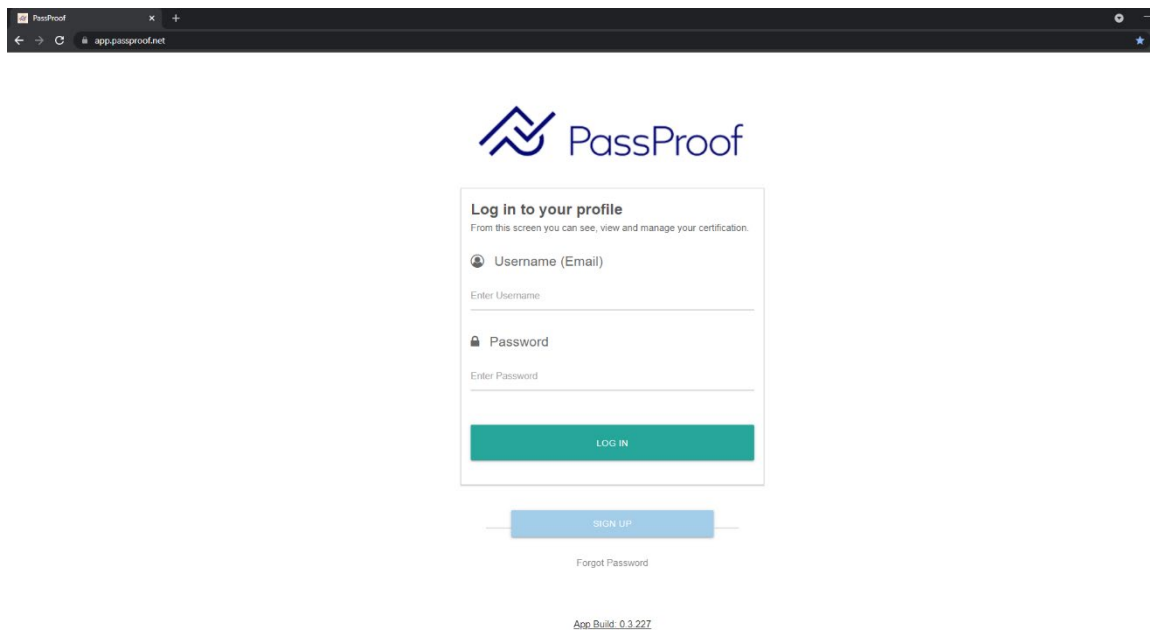 PassProof
app.passproof.net
PassProof
Log in to your profile
From this screen you can see, view and manage your certification.
Username (Email)
Enter Username
Password
Enter Password
LOG IN
SIGN UP
Forgot Password
App Build: 0.3.227